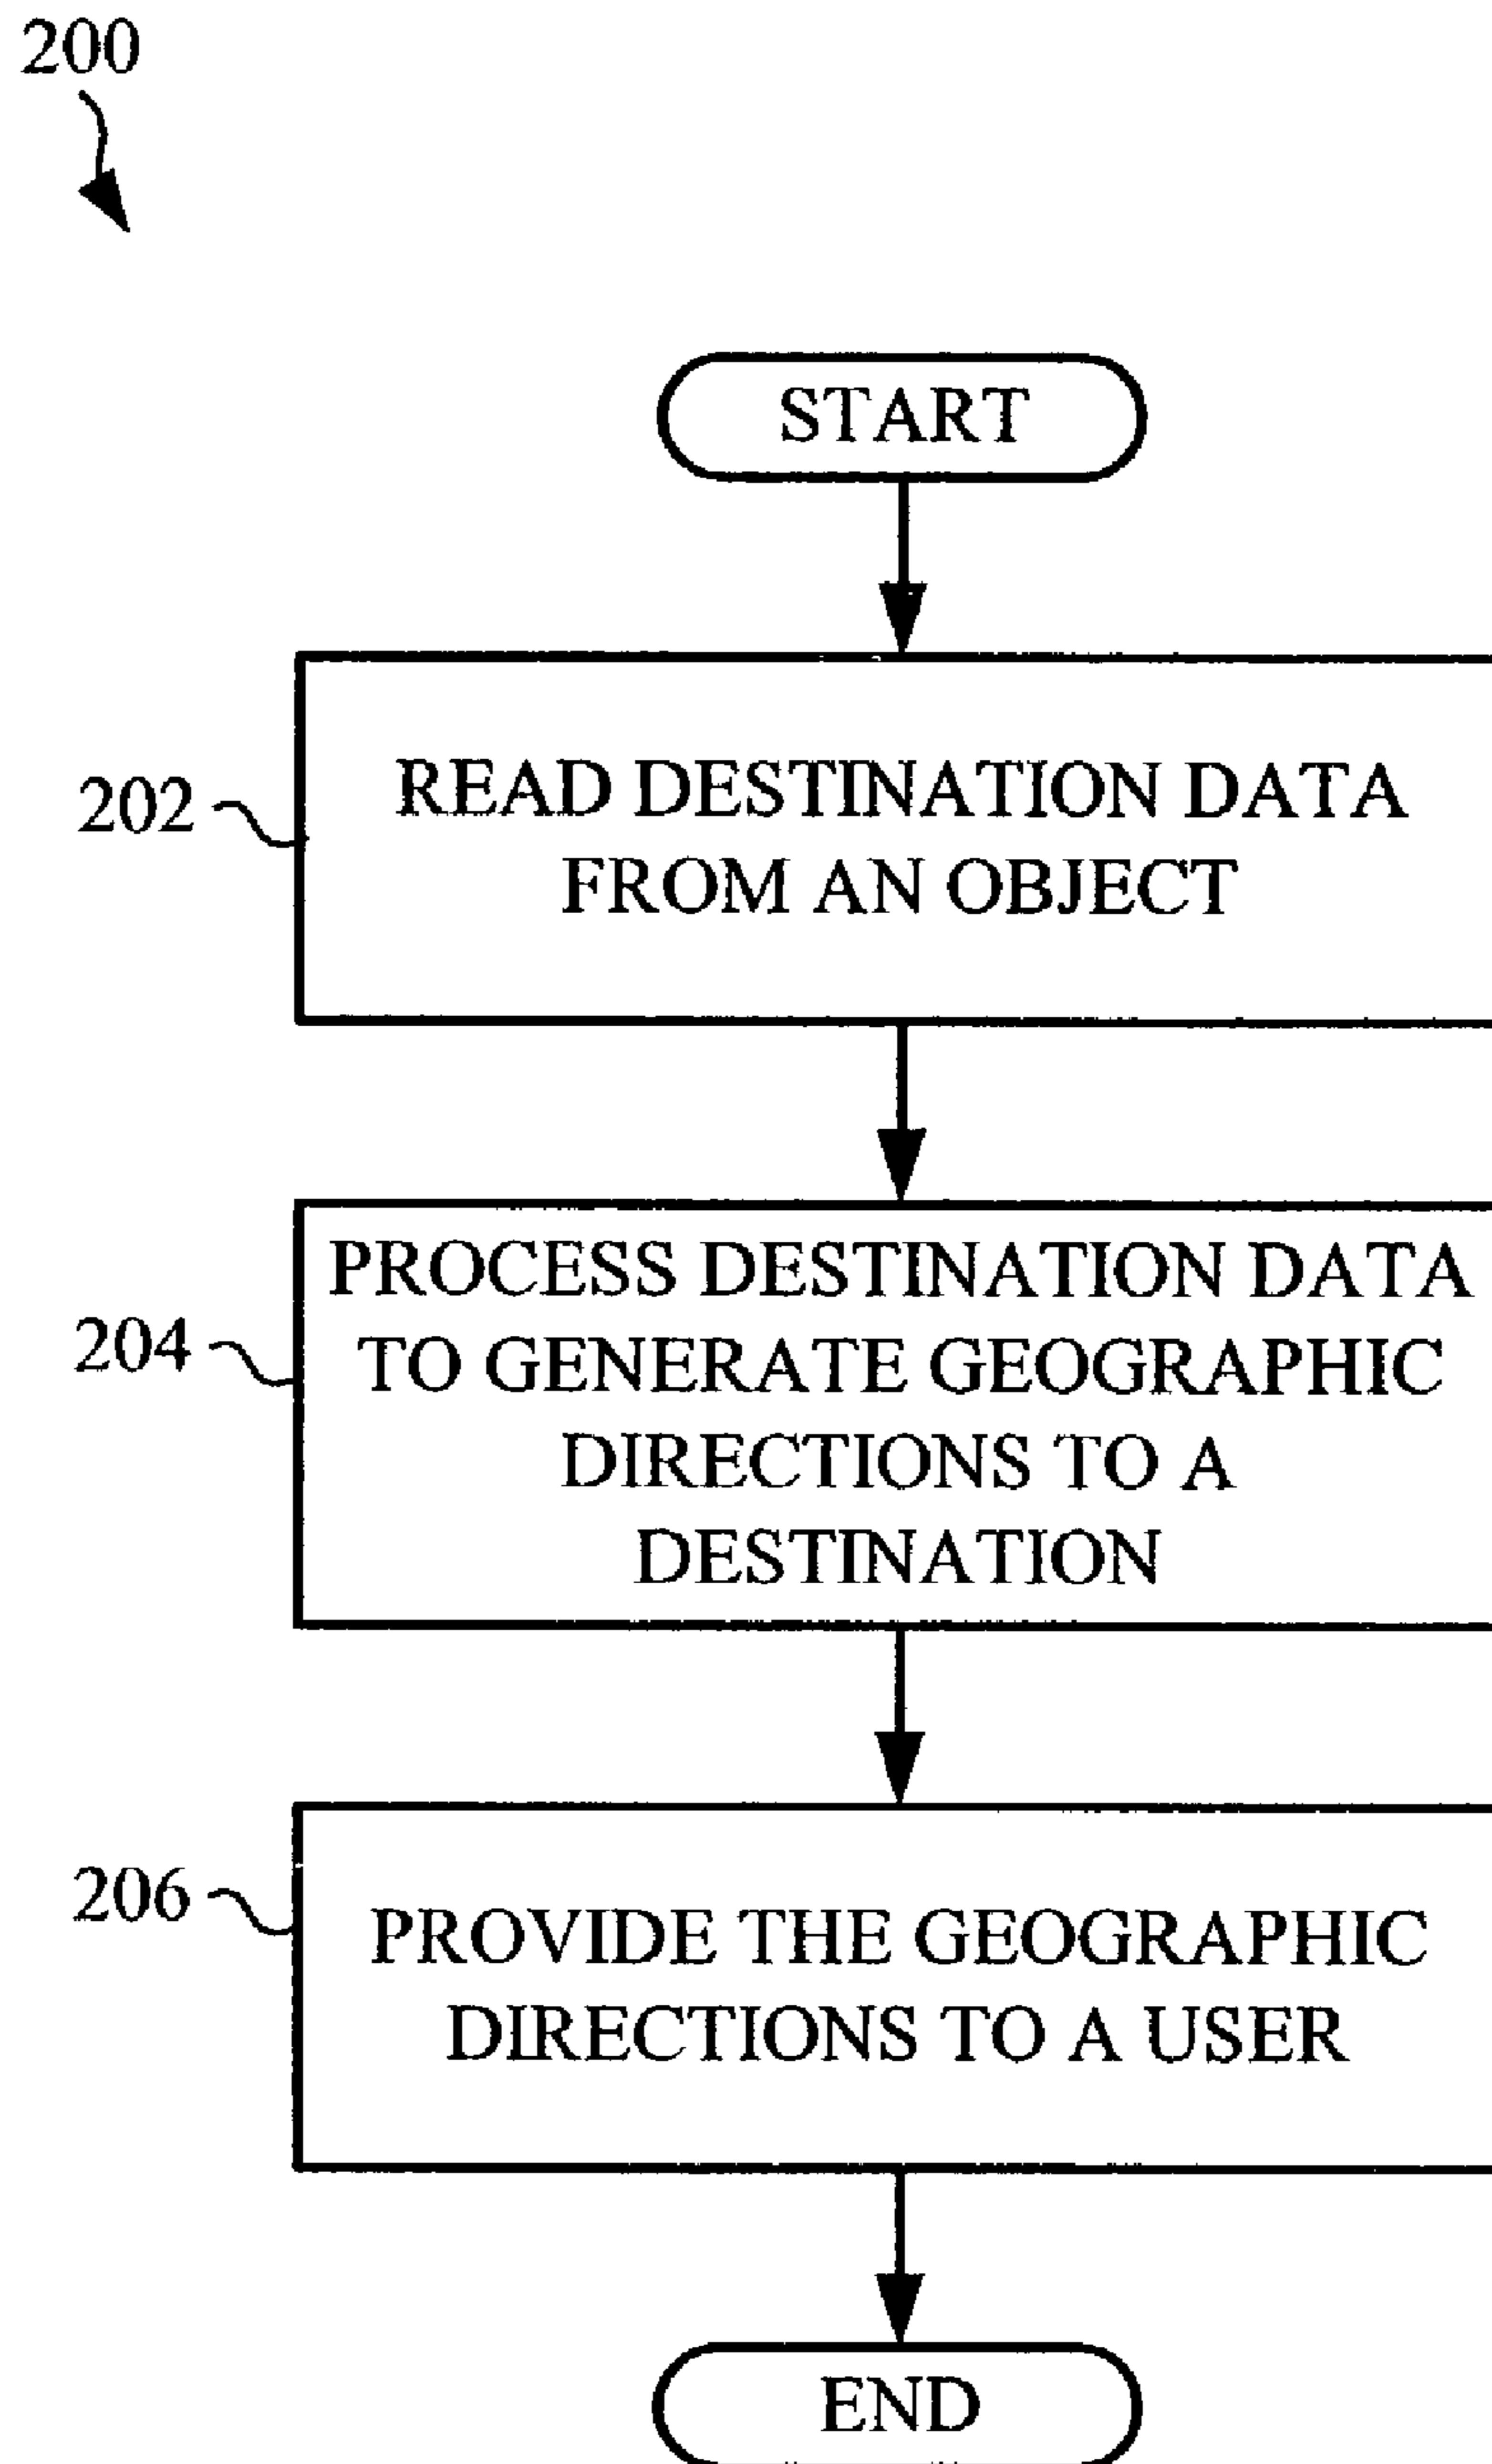 200
START
202
READ DESTINATION DATA
FROM AN OBJECT
204
PROCESS DESTINATION DATA
TO GENERATE GEOGRAPHIC
DIRECTIONS TO A
DESTINATION
206
PROVIDE THE GEOGRAPHIC
DIRECTIONS TO A USER
END